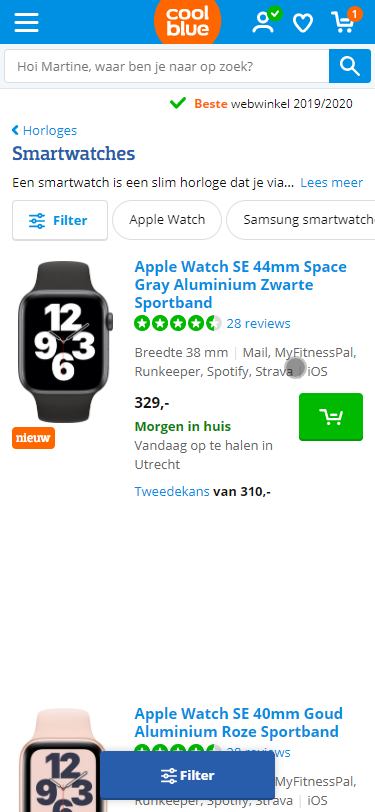 cool
blue
1
Hoi Martine, waar ben je naar op zoek?
Beste webwinkel 2019/2020
Horloges
Smartwatches
Een smartwatch is een slim horloge dat je via... Lees meer
Filter
Apple Watch
Samsung smartwatch
Apple Watch SE 44mm Space
Gray Aluminium Zwarte
Sportband
28 reviews
Breedte 38 mm | Mail, MyFitnessPal,
Runkeeper, Spotify, Strava | iOS
12
9 3
6
nieuw
329,-
Morgen in huis
Vandaag op te halen in
Utrecht
Tweedekans van 310,-
Apple Watch SE 40mm Goud
Aluminium Roze Sportband
28 reviews
12
9 3
MyFitnessPal,
Runkeeper, Spotify, Strava | iOS
Filter